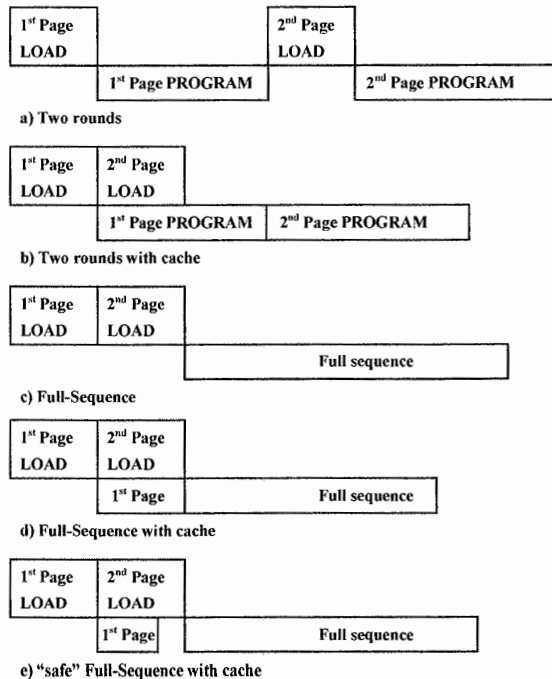 1st Page 2nd Page
LOAD LOAD
1st Page PROGRAM 2nd Page PROGRAM
a) Two rounds
1st Page 2nd Page
LOAD LOAD
1st Page PROGRAM 2nd Page PROGRAM
b) Two rounds with cache
1st Page 2nd Page
LOAD LOAD
Full sequence
c) Full-Sequence
1st Page 2nd Page
LOAD LOAD
1st Page Full sequence
d) Full-Sequence with cache
1st Page 2nd Page
LOAD LOAD
1st Page Full sequence
e) “safe” Full-Sequence with cache